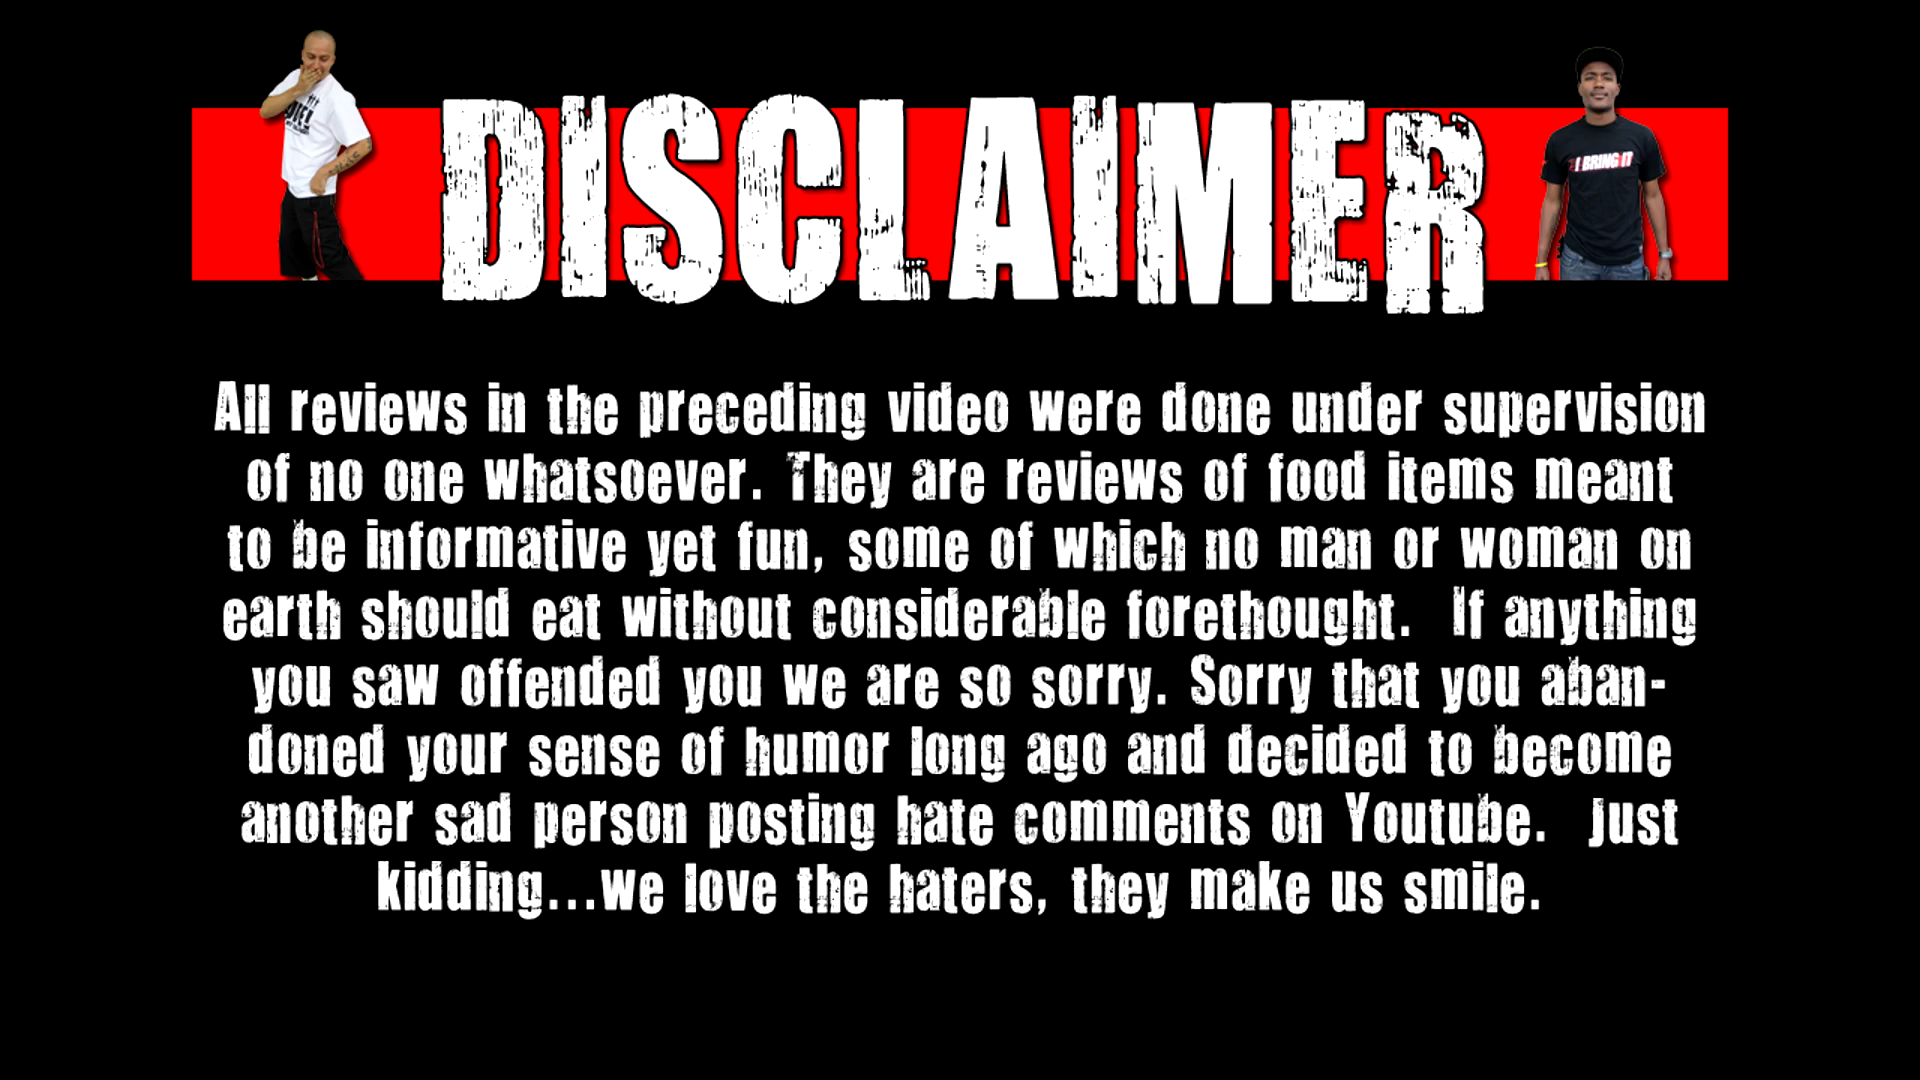 DISCLAIMER
DIE!
I BRING IT
All reviews in the preceding video were done under supervision
of no one whatsoever. They are reviews of food items meant
to be informative yet fun, some of which no man or woman on
earth should eat without considerable forethought. If anything
you saw offended you we are so sorry. Sorry that you aban-
doned your sense of humor long ago and decided to become
another sad person posting hate comments on Youtube. Just
kidding...we love the haters, they make us smile.